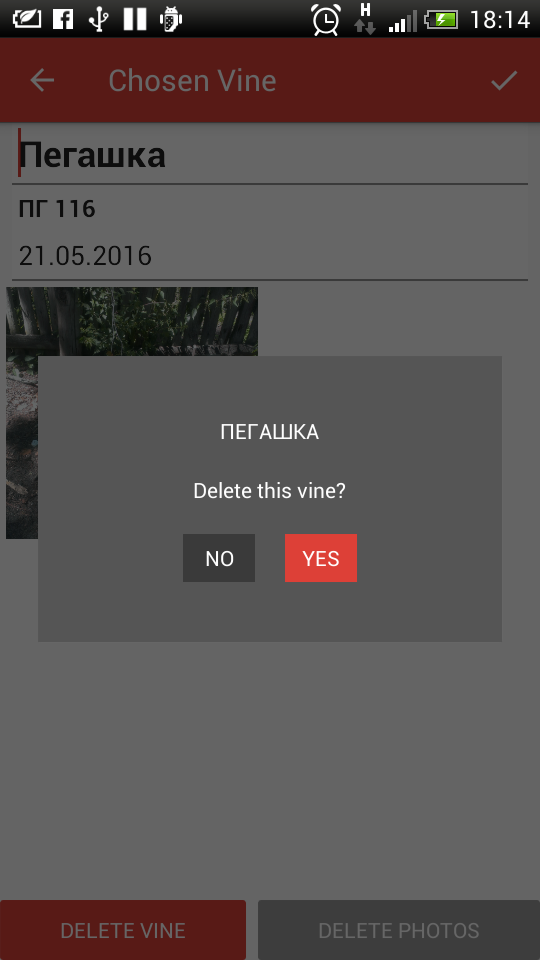 H
18:14
Chosen Vine
Пегашка
ПГ 116
21.05.2016
ПЕГАШКА
Delete this vine?
NO YES
DELETE VINE DELETE PHOTOS